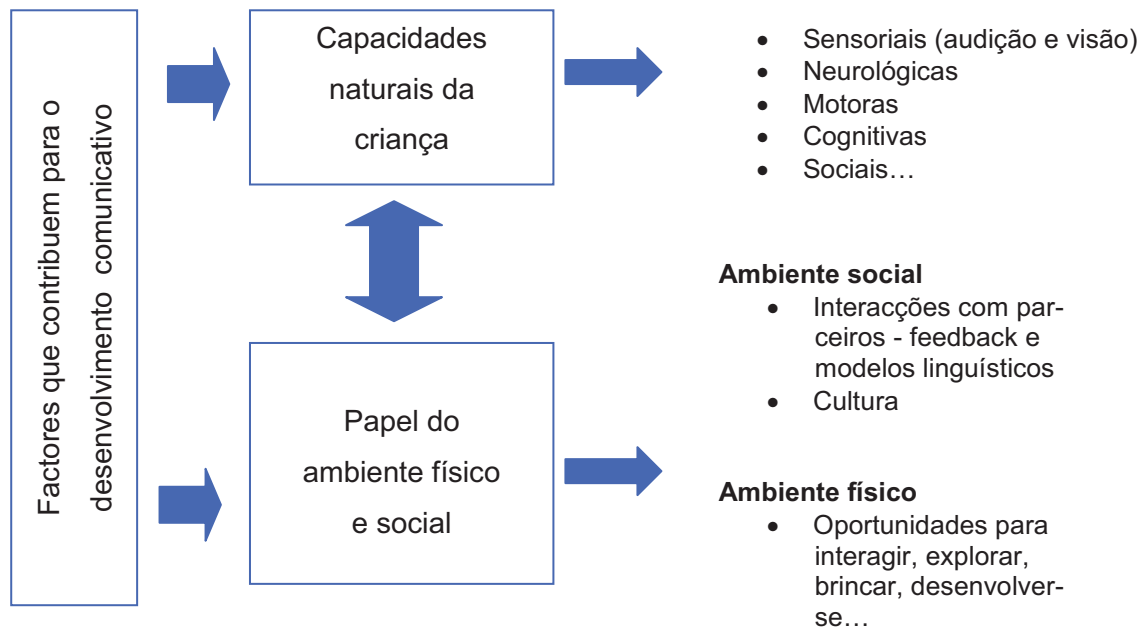 Factores que contribuem para o
desenvolvimento comunicativo
Capacidades
naturais da
criança
• Sensoriais (audição e visão)
• Neurológicas
• Motoras
• Cognitivas
• Sociais…
Papel do
ambiente físico
e social
Ambiente social
• Interacções com par-
ceiros - feedback e
modelos linguísticos
• Cultura
Ambiente físico
• Oportunidades para
interagir, explorar,
brincar, desenvolver-
se…